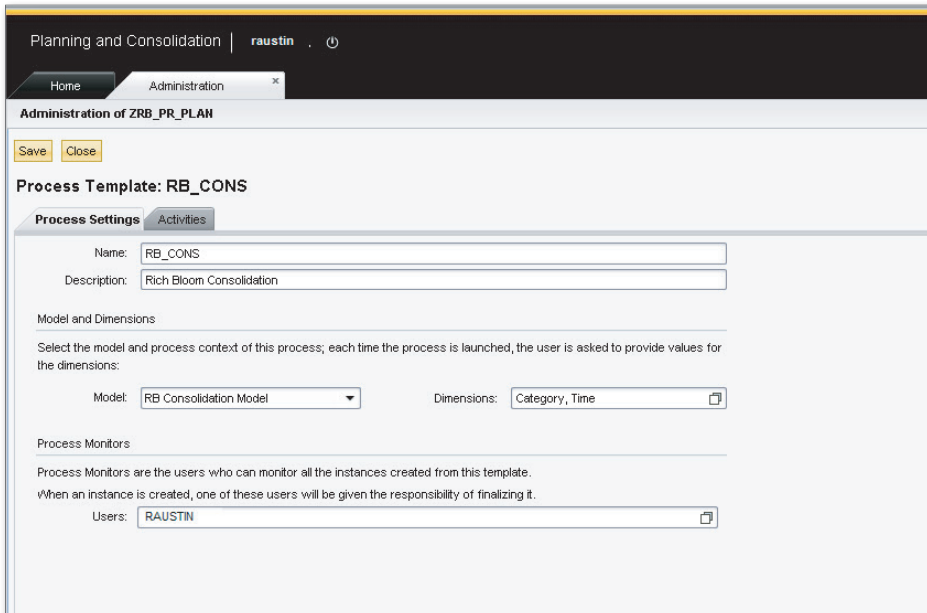 Planning and Consolidation | raustin .
Home Administration ×
Administration of ZRB_PR_PLAN
Save Close
Process Template: RB_CONS
Process Settings Activities
Name: RB_CONS
Description: Rich Bloom Consolidation
Model and Dimensions
Select the model and process context of this process; each time the process is launched, the user is asked to provide values for
the dimensions:
Model: RB Consolidation Model Dimensions: Category, Time
Process Monitors
Process Monitors are the users who can monitor all the instances created from this template.
When an instance is created, one of these users will be given the responsibility of finalizing it.
Users: RAUSTIN